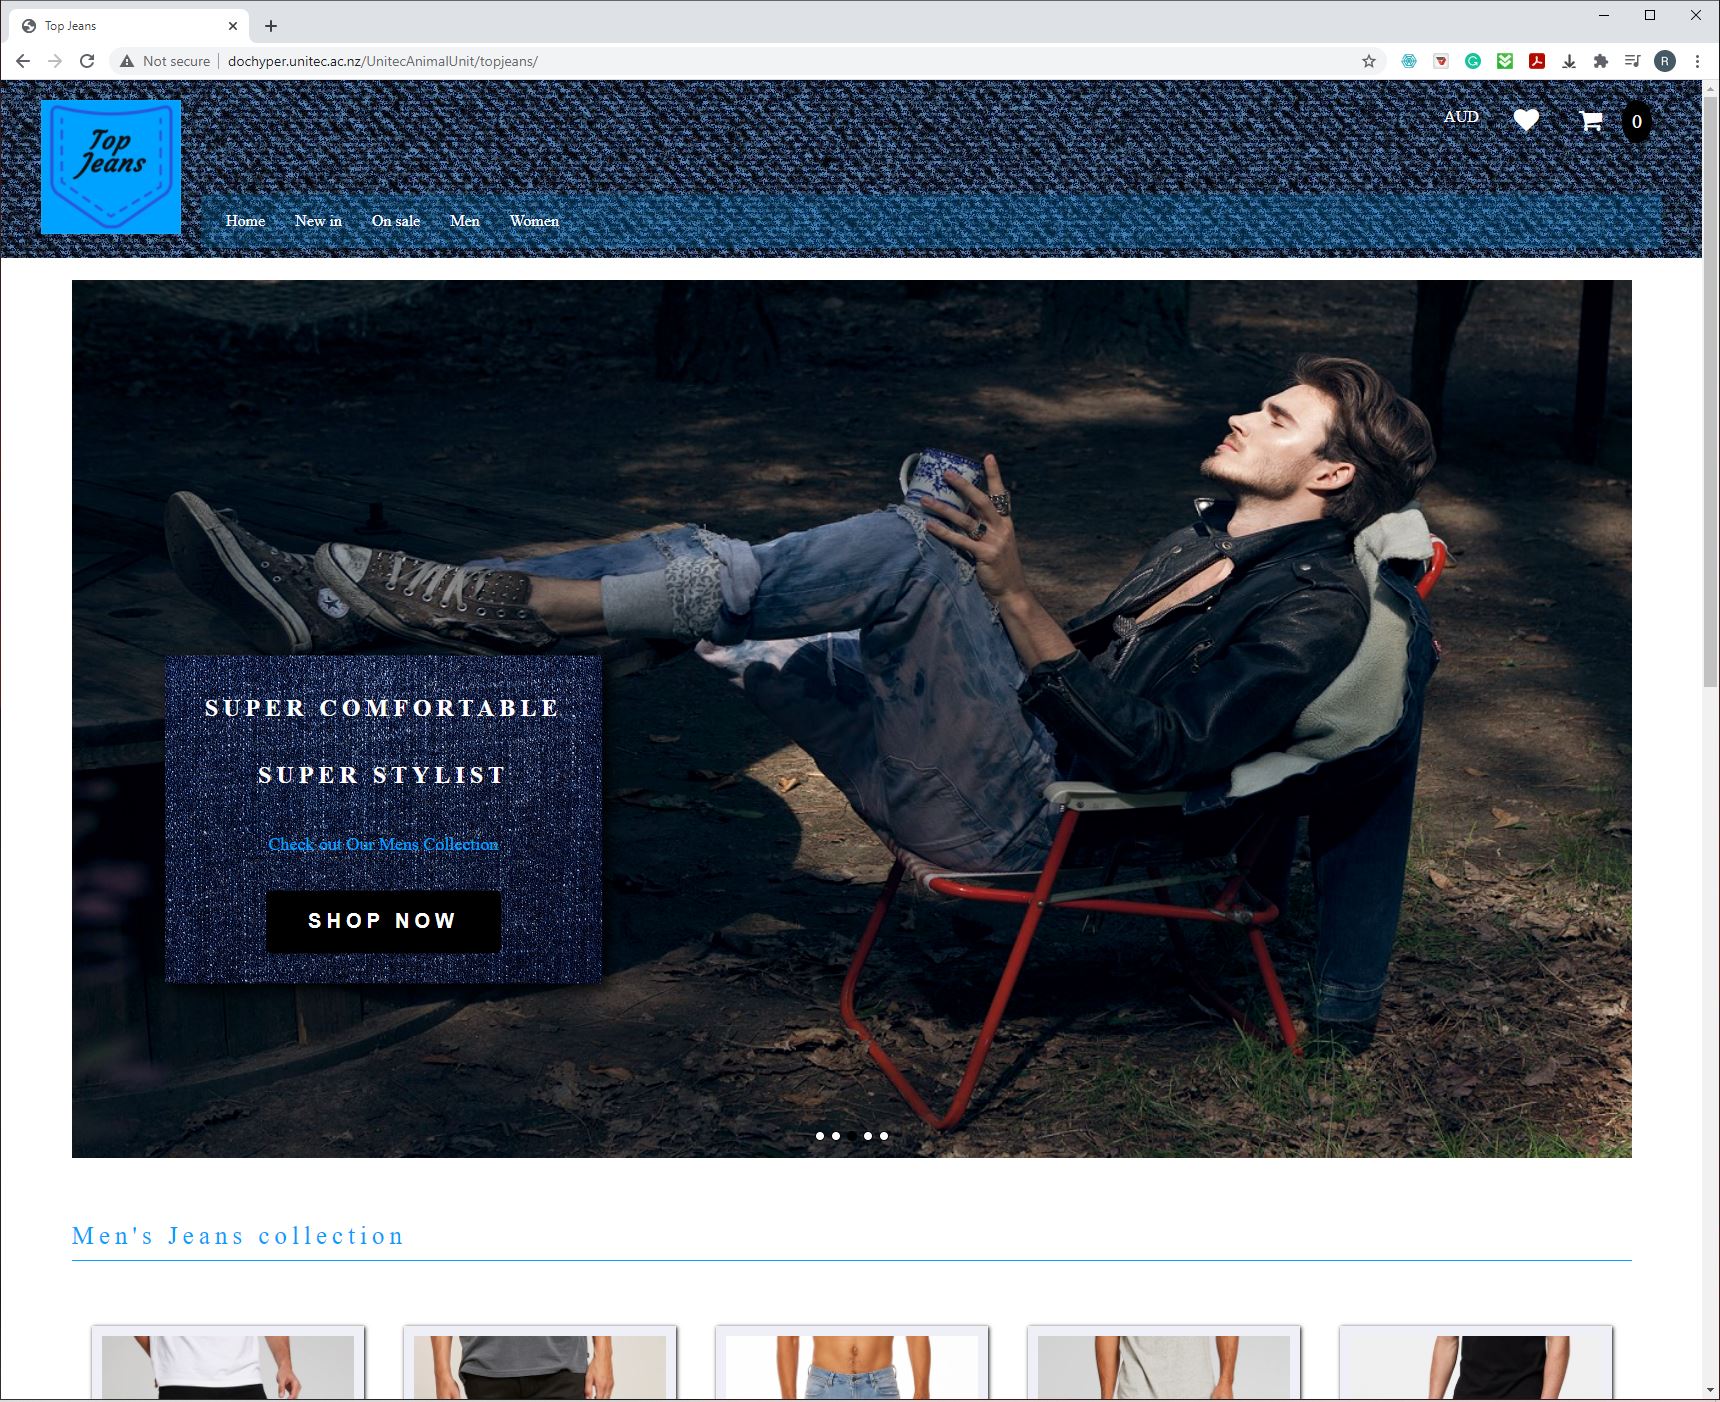 Top Jeans
Not secure
dochyper.unitec.ac.nz/UnitecAnimalUnit/topjeans/
R
Top
Jeans
AUD
0
Home
New in
On sale
Men
Women
SUPER COMFORTABLE
SUPER STYLIST
Check out Our Mens Collection
SHOP NOW
Men's Jeans collection